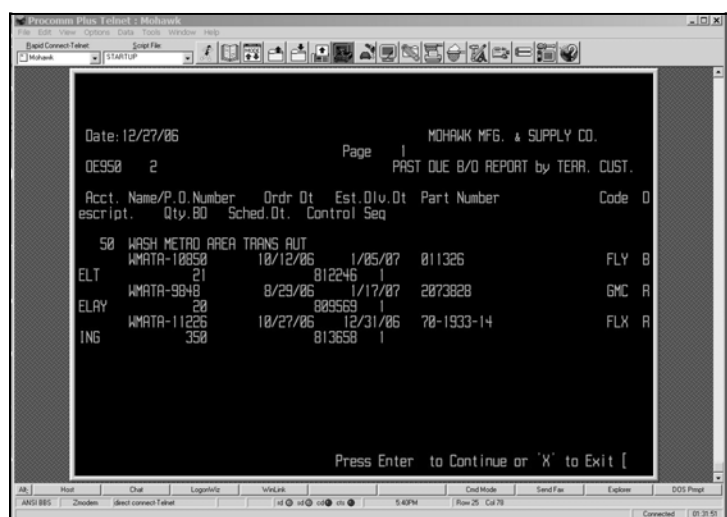 Procomm Plus Telnet : Mohawk
File Edit View Options Data Tools Window Help
Rapid Connect-Telnet: Script File:
Mohawk STARTUP
Date: 12/27/06 MOHAWK MFG. & SUPPLY CO.
Page 1
OE950 2 PAST DUE B/O REPORT by TERR, CUST.
Acct. Name/P.O.Number Ordr Dt Est.Dlv.Dt Part Number Code D
escript. Qty.BO Sched.Dt. Control Seq
50 WASH METRO AREA TRANS AUT
WMATA-10850 10/12/06 1/05/07 011326 FLY B
ELT 21 812246 1
WMATA-9848 8/29/06 1/17/07 2073828 GMC R
ELAY 20 809569 1
WMATA-11226 10/27/06 12/31/06 70-1933-14 FLX R
ING 350 813658 1
Press Enter to Continue or 'X' to Exit [
Alt- Host Chat LogonWiz WinLink Cmd Mode Send Fax Explorer DOS Prmpt
ANSI BBS Zmodem direct connect-Telnet rd sd cd cts 5:40PM Row 25 Col 78
Connected 01:31:51